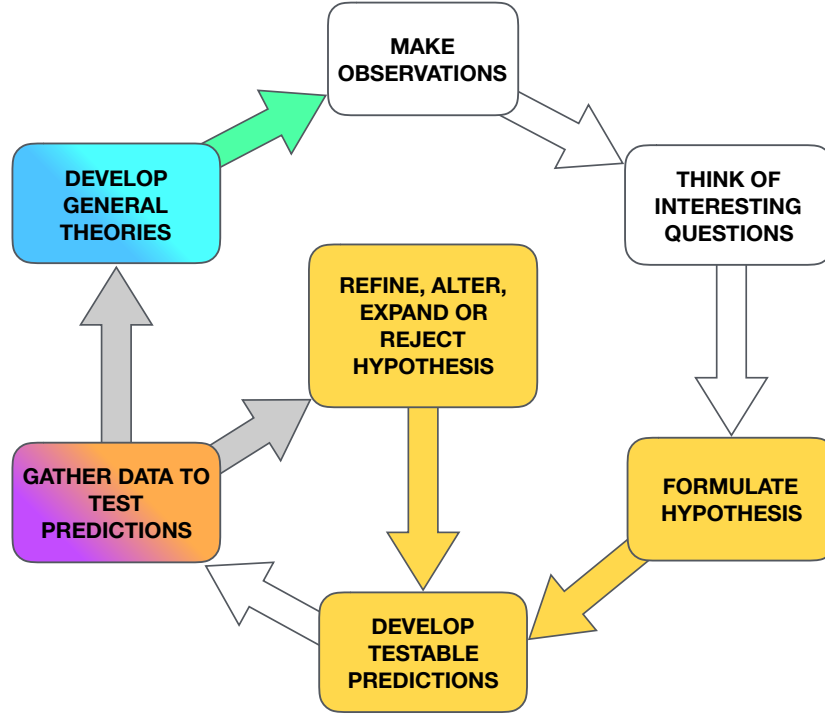 MAKE
OBSERVATIONS
THINK OF
INTERESTING
QUESTIONS
FORMULATE
HYPOTHESIS
DEVELOP
TESTABLE
PREDICTIONS
GATHER DATA TO
TEST
PREDICTIONS
REFINE, ALTER,
EXPAND OR
REJECT
HYPOTHESIS
DEVELOP
GENERAL
THEORIES